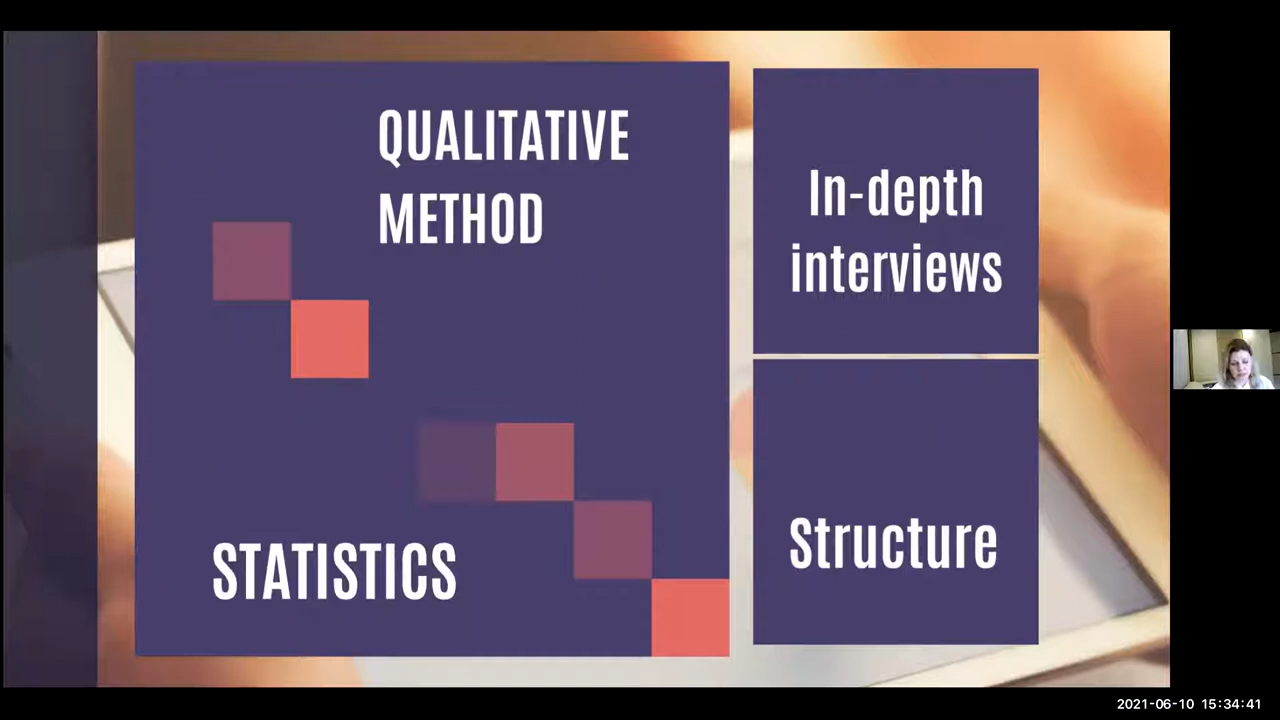 QUALITATIVE
METHOD
STATISTICS
In-depth
interviews
Structure
2021-06-10 15:34:41